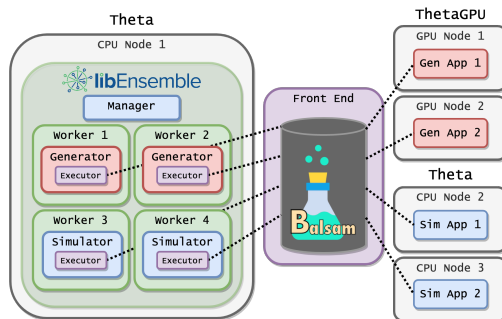 Theta
CPU Node 1
libEnsemble
Manager
Worker 1
Generator
Executor
Worker 2
Generator
Executor
Worker 3
Simulator
Executor
Worker 4
Simulator
Executor
Front End
Balsam
ThetaGPU
GPU Node 1
Gen App 1
GPU Node 2
Gen App 2
Theta
CPU Node 2
Sim App 1
CPU Node 3
Sim App 2